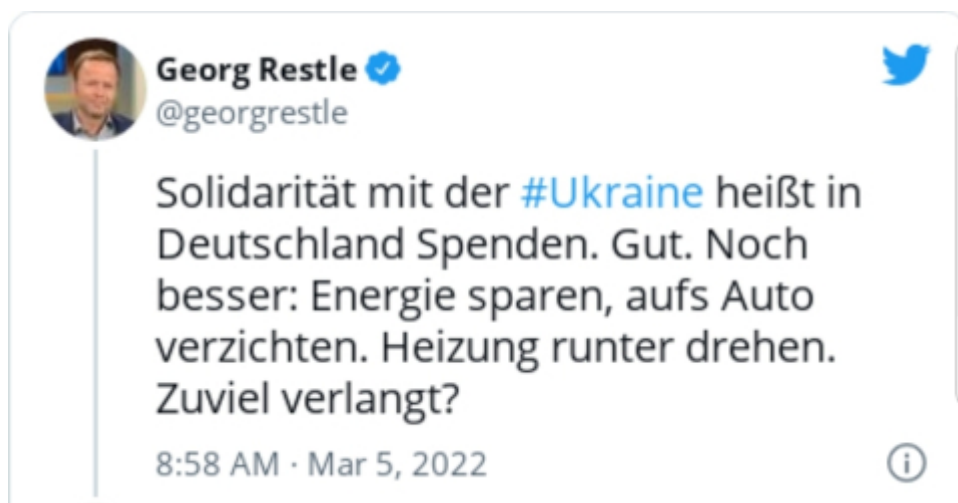 Georg Restle
@georgrestle
Solidarität mit der #Ukraine heißt in
Deutschland Spenden. Gut. Noch
besser: Energie sparen, aufs Auto
verzichten. Heizung runter drehen.
Zuviel verlangt?
8:58 AM · Mar 5, 2022